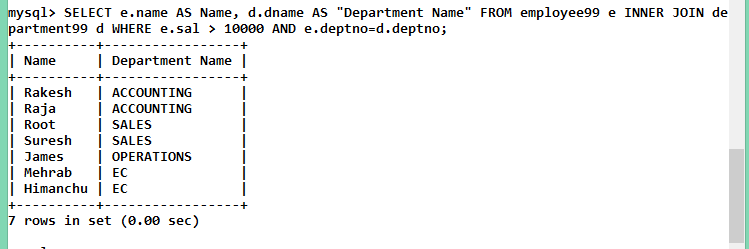 mysql> SELECT e.name AS Name, d.dname AS "Department Name" FROM employee99 e INNER JOIN de
partment99 d WHERE e.sal > 10000 AND e.deptno=d.deptno;
+----------+-----------------+
| Name     | Department Name |
+----------+-----------------+
| Rakesh   | ACCOUNTING      |
| Raja     | ACCOUNTING      |
| Root     | SALES           |
| Suresh   | SALES           |
| James    | OPERATIONS      |
| Mehrab   | EC              |
| Himanchu | EC              |
+----------+-----------------+
7 rows in set (0.00 sec)